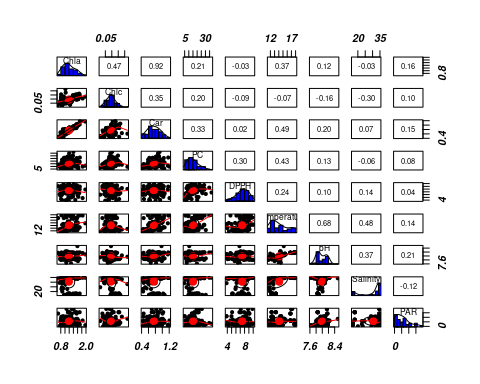 0.05 5 30 12 17 20 35
Chla 0.47 0.92 0.21 -0.03 0.37 0.12 -0.03 0.16 0.8
0.05 Chlc 0.35 0.20 -0.09 -0.07 -0.16 -0.30 0.10
Car 0.33 0.02 0.49 0.20 0.07 0.15 0.4
5 PC 0.30 0.43 0.13 -0.06 0.08
DPPH 0.24 0.10 0.14 0.04 4
12 mperatu 0.68 0.48 0.14
pH 0.37 0.21 7.6
20 Salinity -0.12
PAR 0
0.8 2.0 0.4 1.2 4 8 7.6 8.4 0